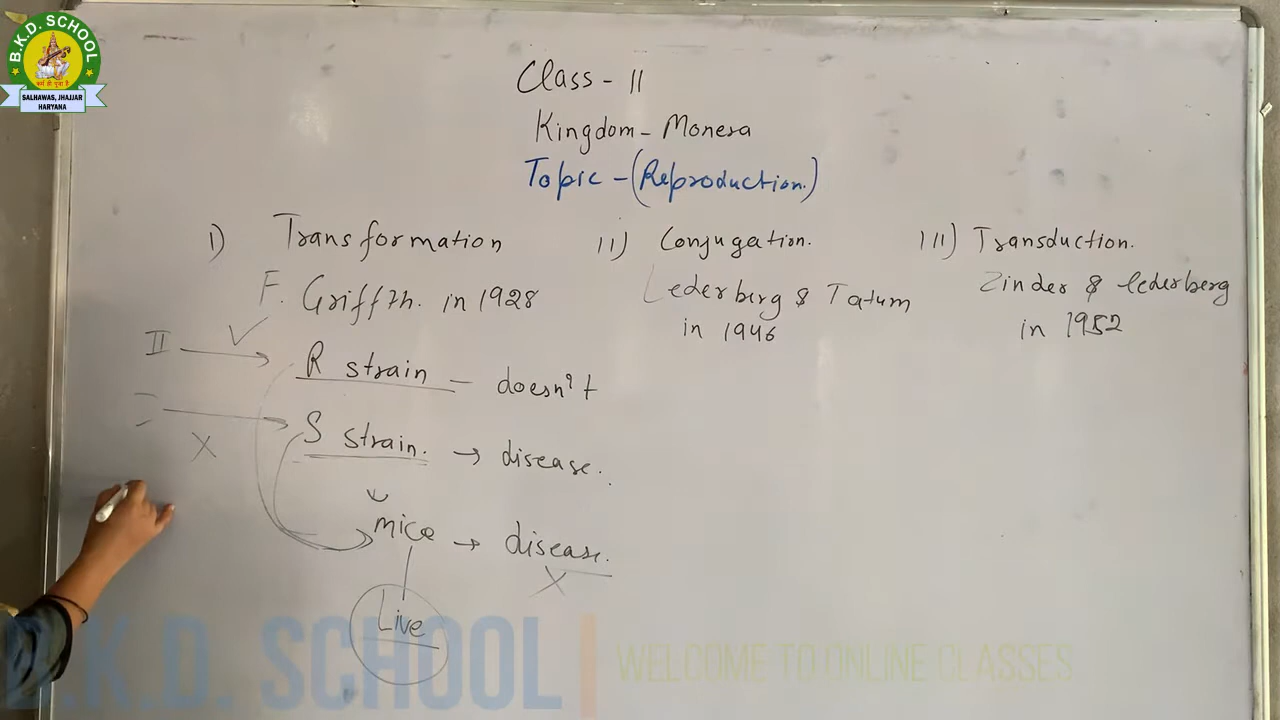 B.K.D. SCHOOL
कर्म ही पूजा है
SALHAWAS, JHAJJAR
HARYANA
Class - 11
Kingdom - Monera
Topic - (Reproduction.)
I) Transformation
F. Griffth. in 1928
II) Conjugation.
Lederberg & Tatum
in 1946
III) Transduction.
Zinder & lederberg
in 1952
II → R strain - doesn't
✓
S strain. → disease.
X
mice → disease.
X
Live
B.K.D. SCHOOL | WELCOME TO ONLINE CLASSES